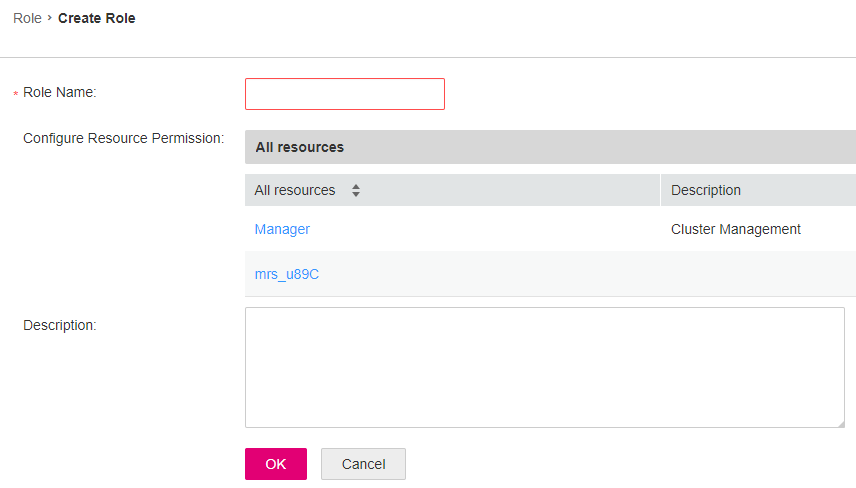 Role > Create Role
* Role Name:
Configure Resource Permission:
All resources
All resources Description
Manager Cluster Management
mrs_u89C
Description:
OK Cancel